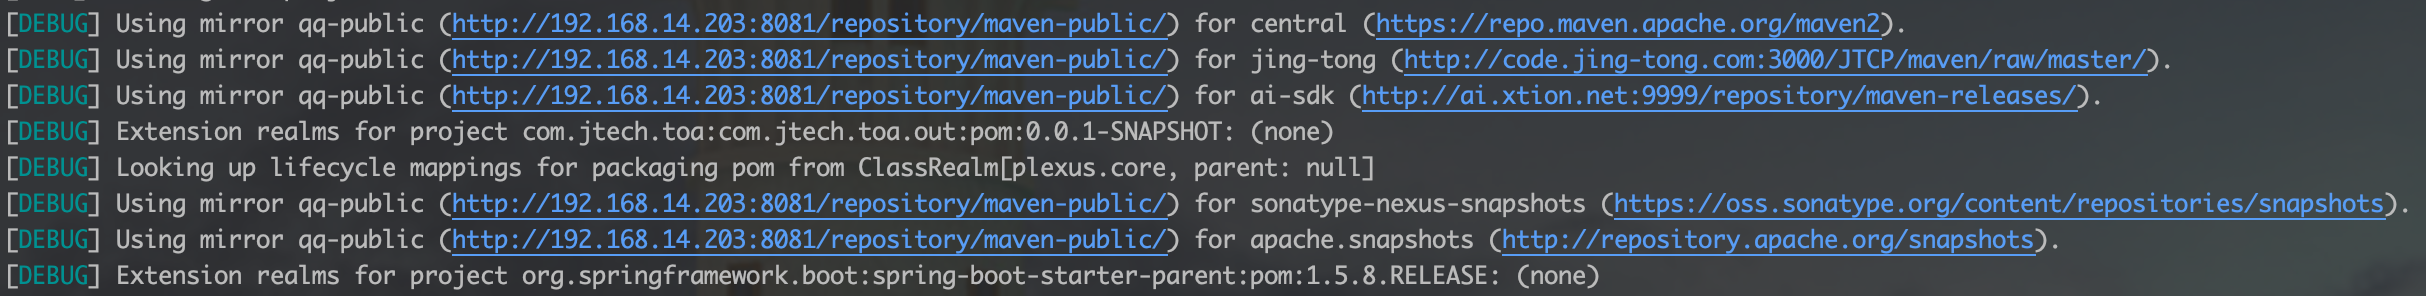 [DEBUG] Using mirror qq-public (http://192.168.14.203:8081/repository/maven-public/) for central (https://repo.maven.apache.org/maven2).
[DEBUG] Using mirror qq-public (http://192.168.14.203:8081/repository/maven-public/) for jing-tong (http://code.jing-tong.com:3000/JTCP/maven/raw/master/).
[DEBUG] Using mirror qq-public (http://192.168.14.203:8081/repository/maven-public/) for ai-sdk (http://ai.xtion.net:9999/repository/maven-releases/).
[DEBUG] Extension realms for project com.jtech.toa:com.jtech.toa.out:pom:0.0.1-SNAPSHOT: (none)
[DEBUG] Looking up lifecycle mappings for packaging pom from ClassRealm[plexus.core, parent: null]
[DEBUG] Using mirror qq-public (http://192.168.14.203:8081/repository/maven-public/) for sonatype-nexus-snapshots (https://oss.sonatype.org/content/repositories/snapshots).
[DEBUG] Using mirror qq-public (http://192.168.14.203:8081/repository/maven-public/) for apache.snapshots (http://repository.apache.org/snapshots).
[DEBUG] Extension realms for project org.springframework.boot:spring-boot-starter-parent:pom:1.5.8.RELEASE: (none)